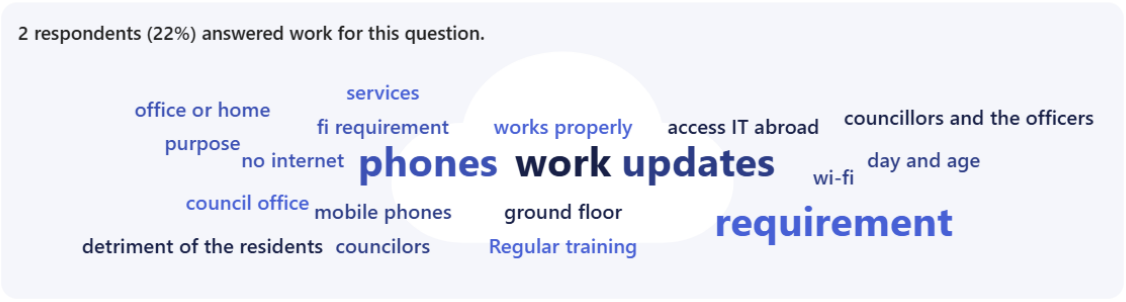 2 respondents (22%) answered work for this question.
services
office or home
councillors and the officers
fi requirement works properly access IT abroad
purpose
no internet phones work updates day and age
wi-fi
council office
mobile phones ground floor requirement
detriment of the residents councilors Regular training